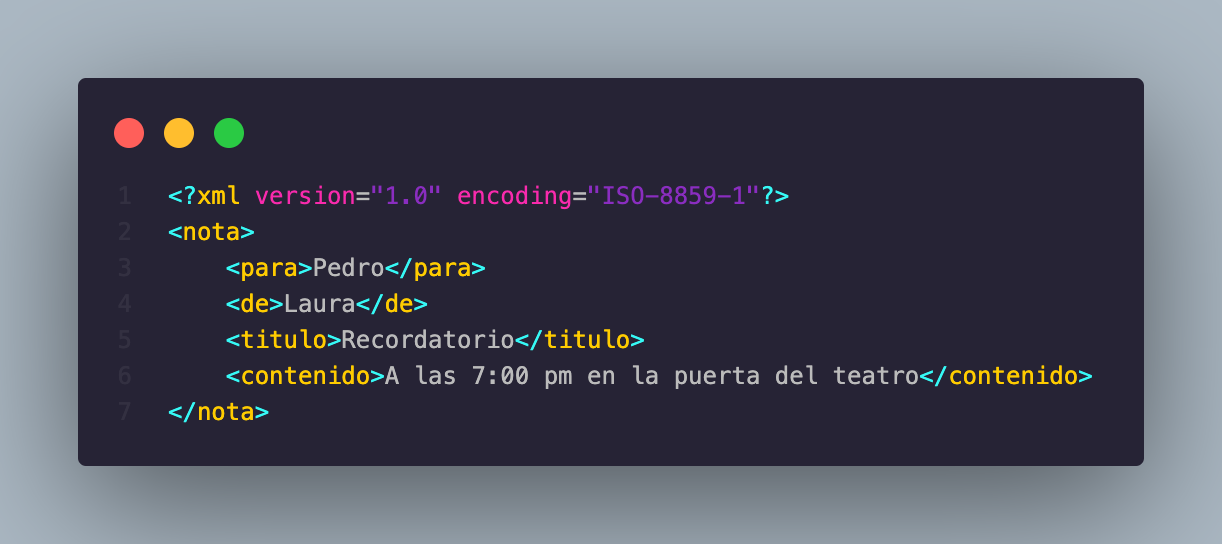 1 <?xml version="1.0" encoding="ISO-8859-1"?>
2 <nota>
3     <para>Pedro</para>
4     <de>Laura</de>
5     <titulo>Recordatorio</titulo>
6     <contenido>A las 7:00 pm en la puerta del teatro</contenido>
7 </nota>